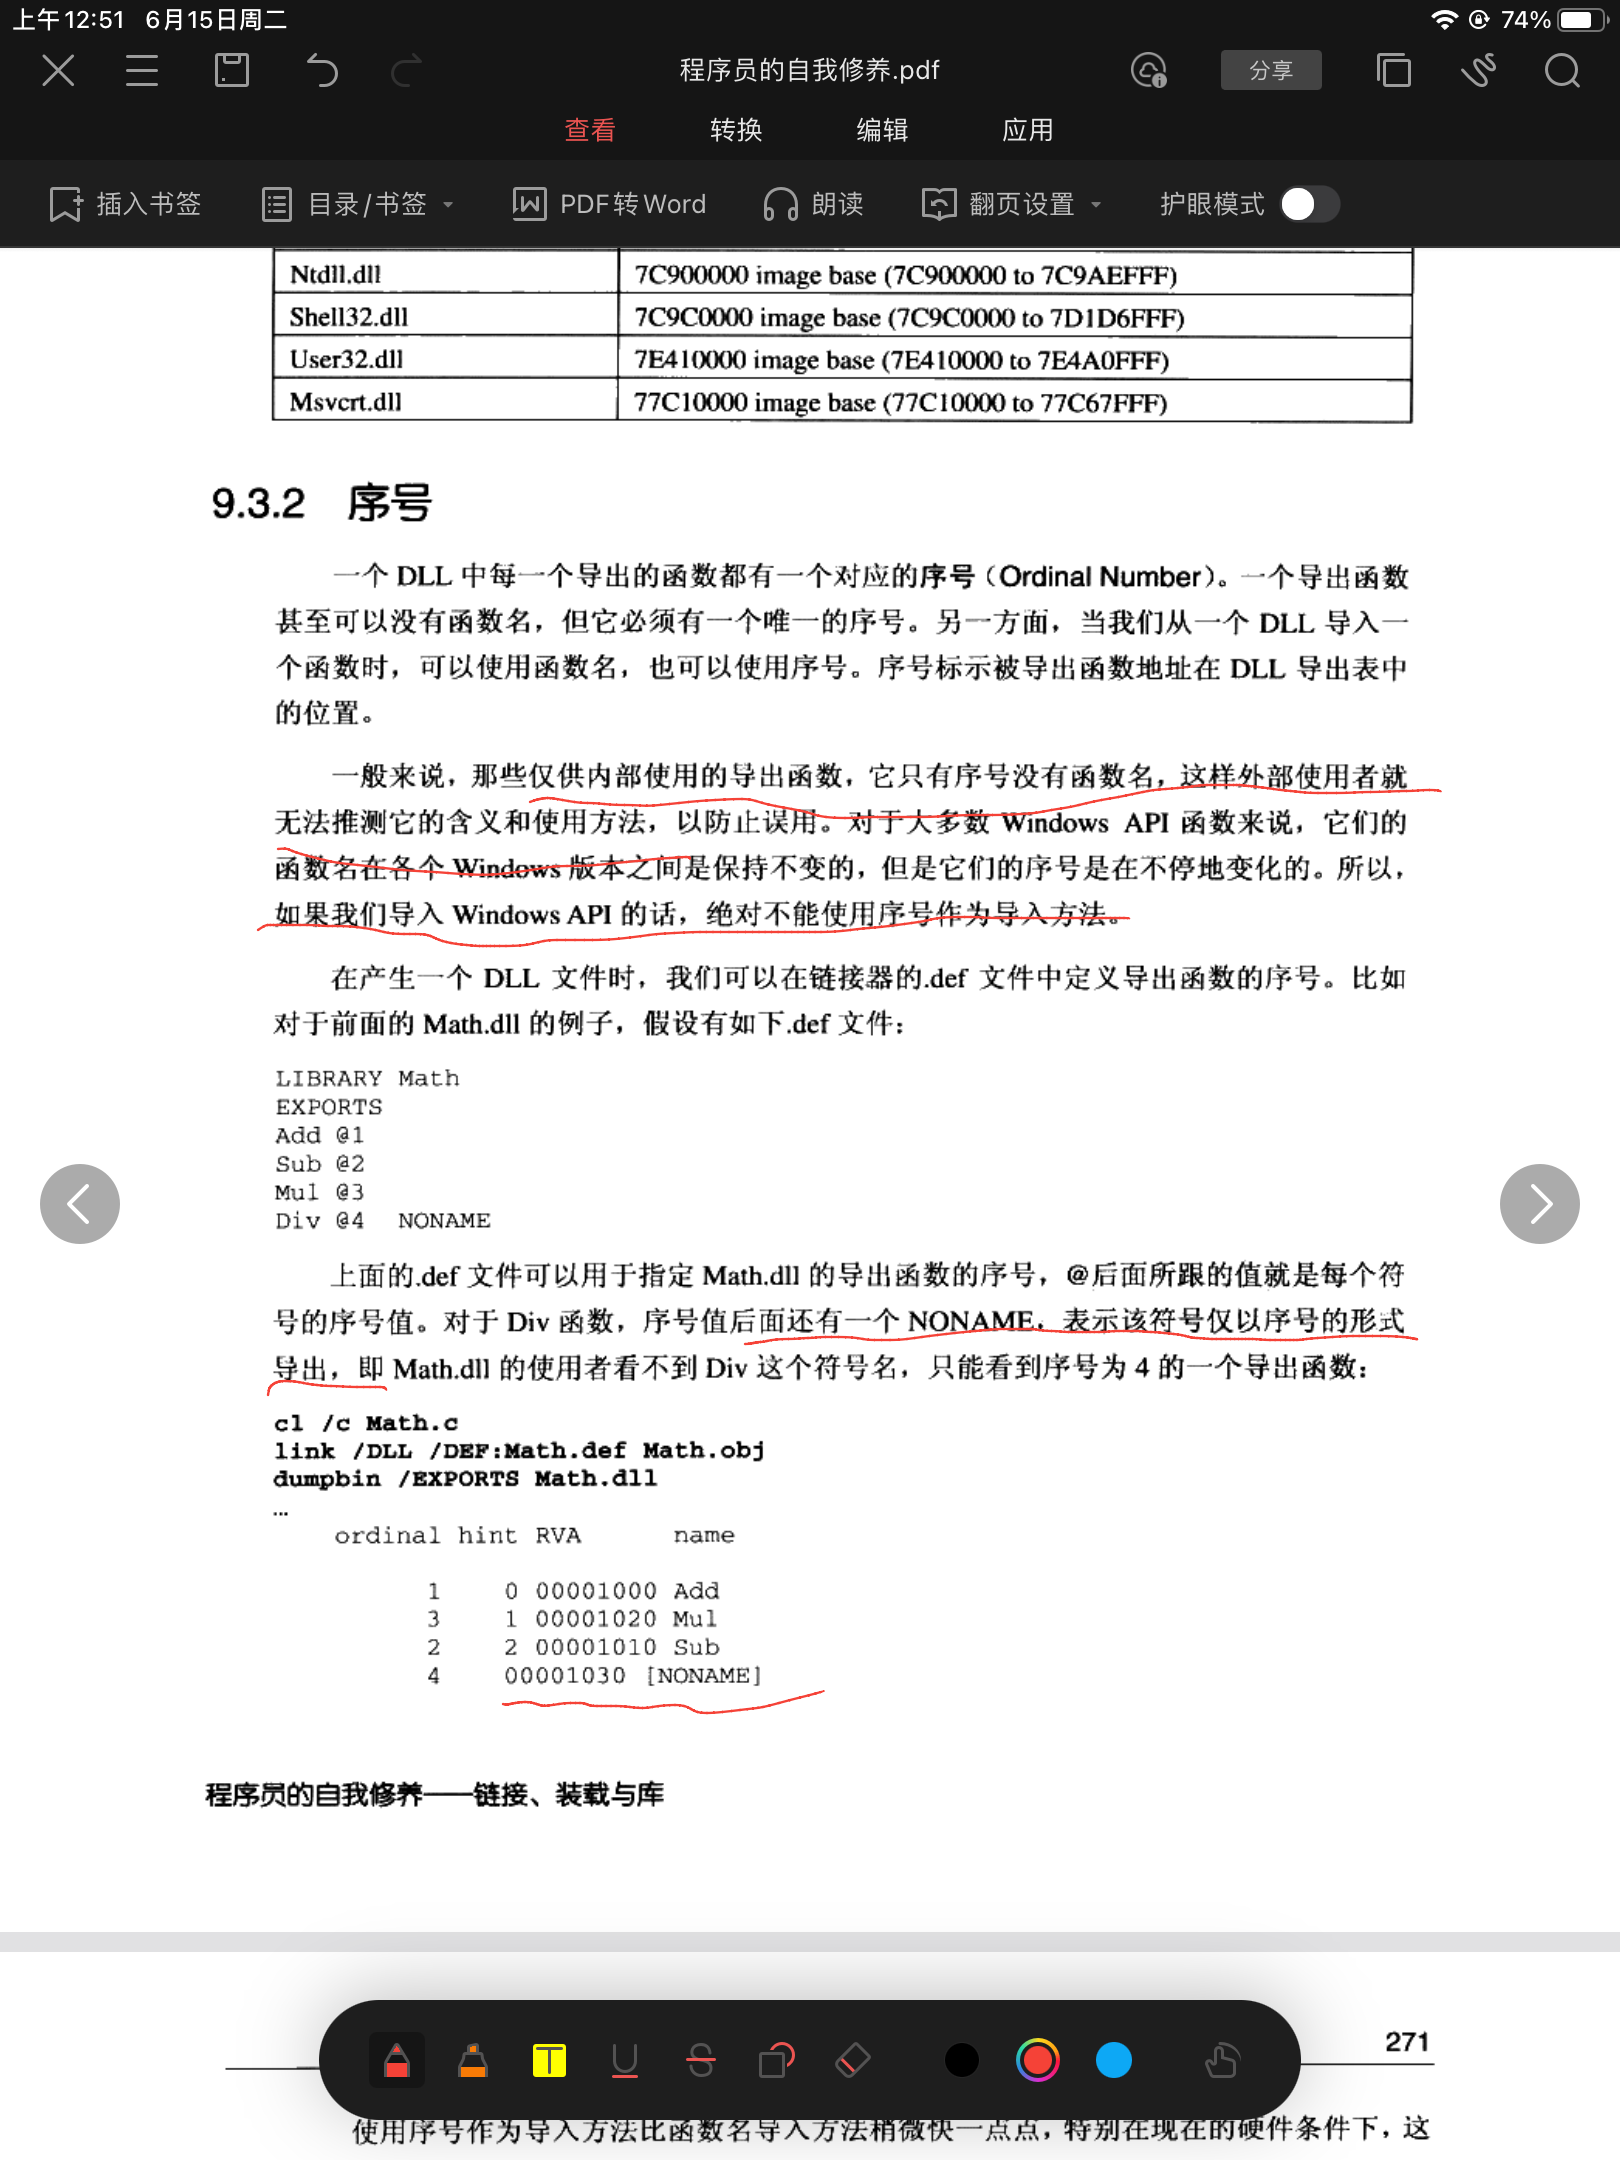 上午12:51 6月15日周二 74%
程序员的自我修养.pdf 分享
查看 转换 编辑 应用
插入书签 目录/书签 PDF转Word 朗读 翻页设置 护眼模式
Ntdll.dll 7C900000 image base (7C900000 to 7C9AEFFF)
Shell32.dll 7C9C0000 image base (7C9C0000 to 7D1D6FFF)
User32.dll 7E410000 image base (7E410000 to 7E4A0FFF)
Msvcrt.dll 77C10000 image base (77C10000 to 77C67FFF)
9.3.2 序号
一个 DLL 中每一个导出的函数都有一个对应的序号（Ordinal Number）。一个导出函数
甚至可以没有函数名，但它必须有一个唯一的序号。另一方面，当我们从一个 DLL 导入一
个函数时，可以使用函数名，也可以使用序号。序号标示被导出函数地址在 DLL 导出表中
的位置。
一般来说，那些仅供内部使用的导出函数，它只有序号没有函数名，这样外部使用者就
无法推测它的含义和使用方法，以防止误用。对于大多数 Windows API 函数来说，它们的
函数名在各个 Windows 版本之间是保持不变的，但是它们的序号是在不停地变化的。所以，
如果我们导入 Windows API 的话，绝对不能使用序号作为导入方法。
在产生一个 DLL 文件时，我们可以在链接器的.def 文件中定义导出函数的序号。比如
对于前面的 Math.dll 的例子，假设有如下.def 文件：
LIBRARY Math
EXPORTS
Add @1
Sub @2
Mul @3
Div @4 NONAME
上面的.def 文件可以用于指定 Math.dll 的导出函数的序号，@后面所跟的值就是每个符
号的序号值。对于 Div 函数，序号值后面还有一个 NONAME，表示该符号仅以序号的形式
导出，即 Math.dll 的使用者看不到 Div 这个符号名，只能看到序号为 4 的一个导出函数：
cl /c Math.c
link /DLL /DEF:Math.def Math.obj
dumpbin /EXPORTS Math.dll
…
ordinal hint RVA name
1 0 00001000 Add
3 1 00001020 Mul
2 2 00001010 Sub
4 00001030 [NONAME]
程序员的自我修养——链接、装载与库
271
使用序号作为导入方法比函数名导入方法稍微快一点点，特别在现在的硬件条件下，这